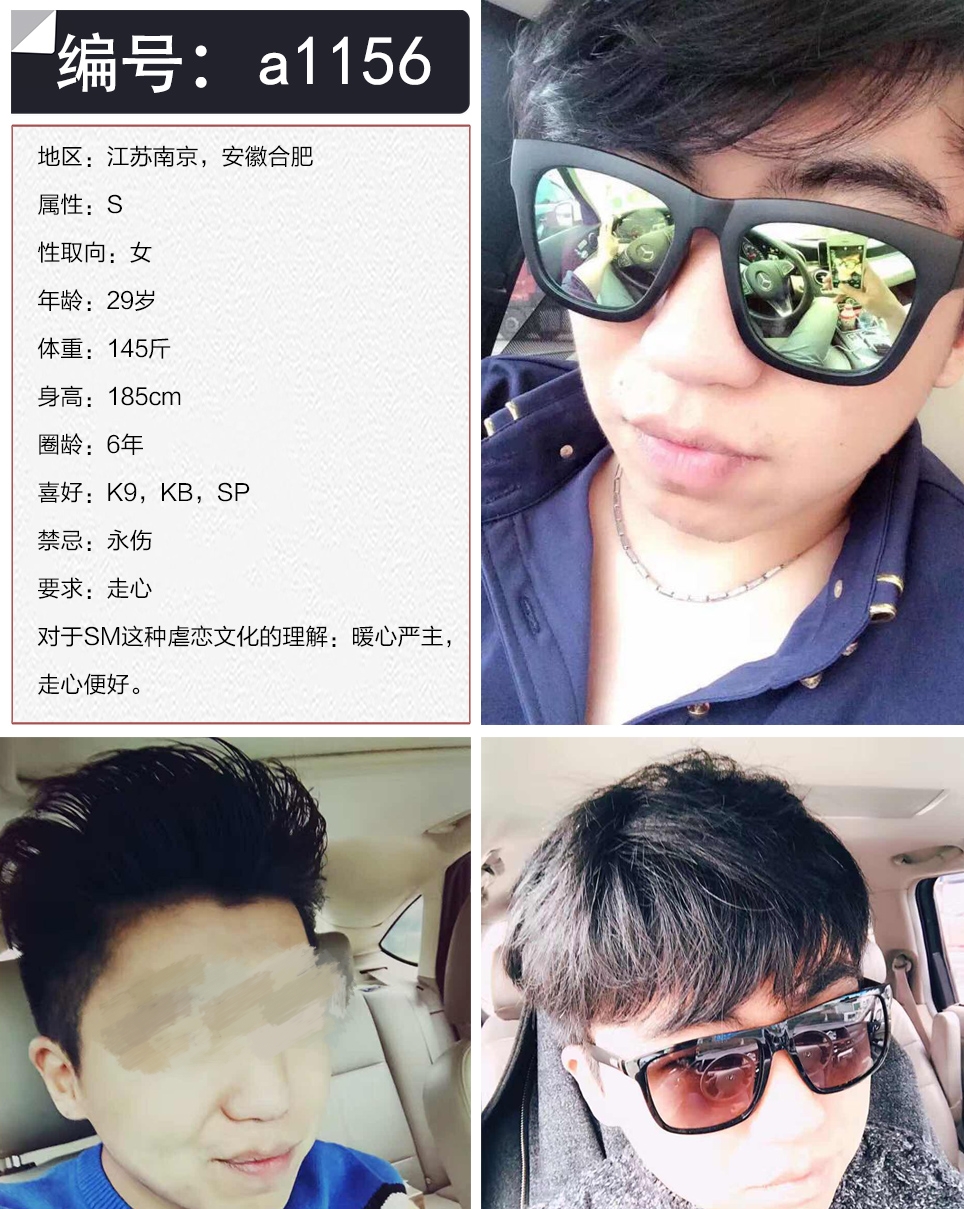 编号：a1156
地区：江苏南京，安徽合肥
属性：S
性取向：女
年龄：29岁
体重：145斤
身高：185cm
圈龄：6年
喜好：K9，KB，SP
禁忌：永伤
要求：走心
对于SM这种虐恋文化的理解：暖心严主，
走心便好。